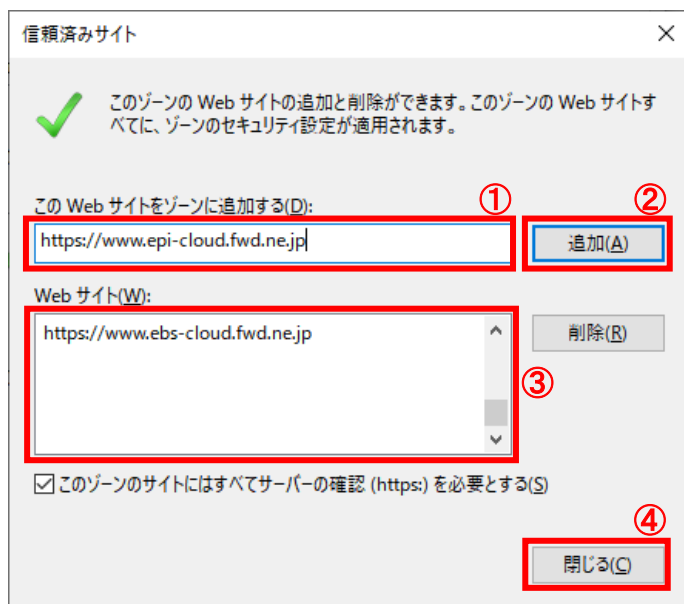 信頼済みサイト
このゾーンの Web サイトの追加と削除ができます。このゾーンの Web サイトす
べてに、ゾーンのセキュリティ設定が適用されます。
この Web サイトをゾーンに追加する(D):
①
②
https://www.epi-cloud.fwd.ne.jp
追加(A)
Web サイト(W):
https://www.ebs-cloud.fwd.ne.jp
削除(R)
③
このゾーンのサイトにはすべてサーバーの確認 (https:) を必要とする(S)
④
閉じる(C)